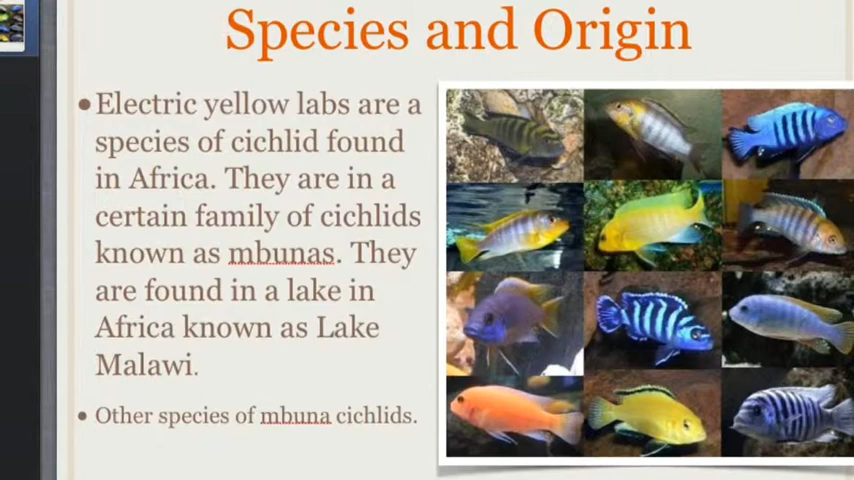 Species and Origin
Electric yellow labs are a
species of cichlid found
in Africa. They are in a
certain family of cichlids
known as mbunas. They
are found in a lake in
Africa known as Lake
Malawi.
Other species of mbuna cichlids.